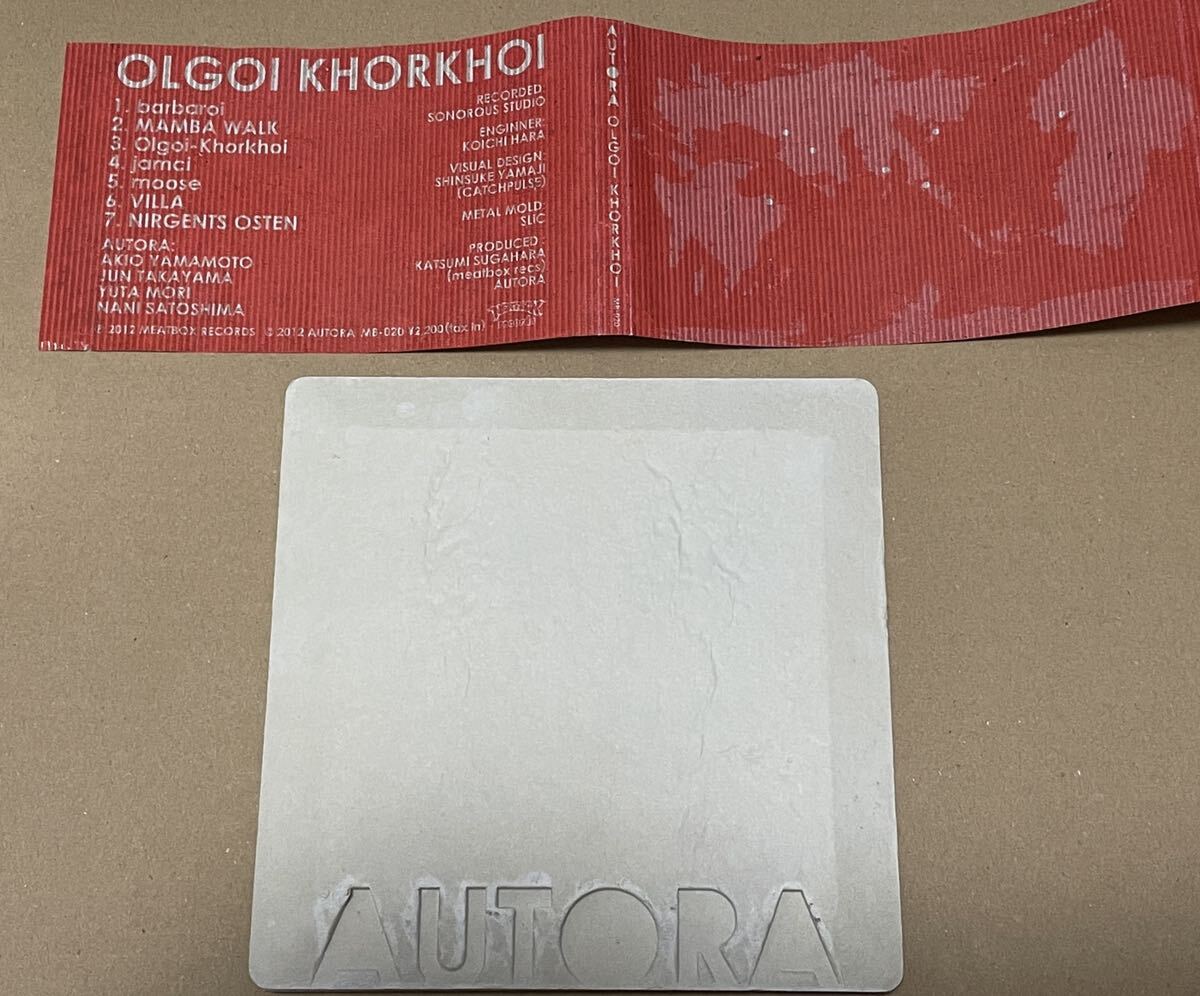 OLGOI KHORKHOI
1. barbaroi
2. MAMBA WALK
3. Olgoi-Khorkhoi
4. jamci
5. moose
6. VILLA
7. NIRGENTS OSTEN
AUTORA:
AKIO YAMAMOTO
JUN TAKAYAMA
YUTA MORI
NANI SATOSHIMA
RECORDED:
SONOROUS STUDIO
ENGINNER:
KOICHI HARA
VISUAL DESIGN:
SHINSUKE YAMAJI
(CATCHPULSE)
METAL MOLD:
SLIC
PRODUCED:
KATSUMI SUGAHARA
(meatbox recs)
AUTORA
℗ 2012 MEATBOX RECORDS © 2012 AUTORA MB-020 ¥2,200(tax in)
AUTORA OLGOI KHORKHOI MB-020
AUTORA